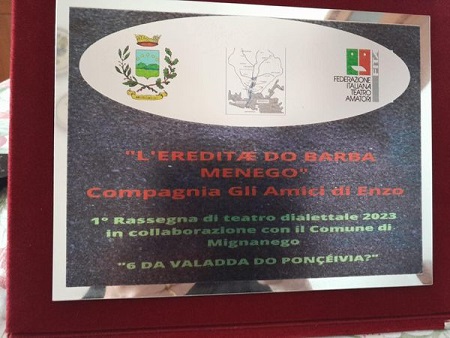 FEDERAZIONE
ITALIANA
TEATRO
AMATORI
"L'EREDITÆ DO BARBA
MENEGO"
Compagnia Gli Amici di Enzo
1° Rassegna di teatro dialettale 2023
in collaborazione con il Comune di
Mignanego
"6 DA VALADDA DO PONÇÉIVIA?"